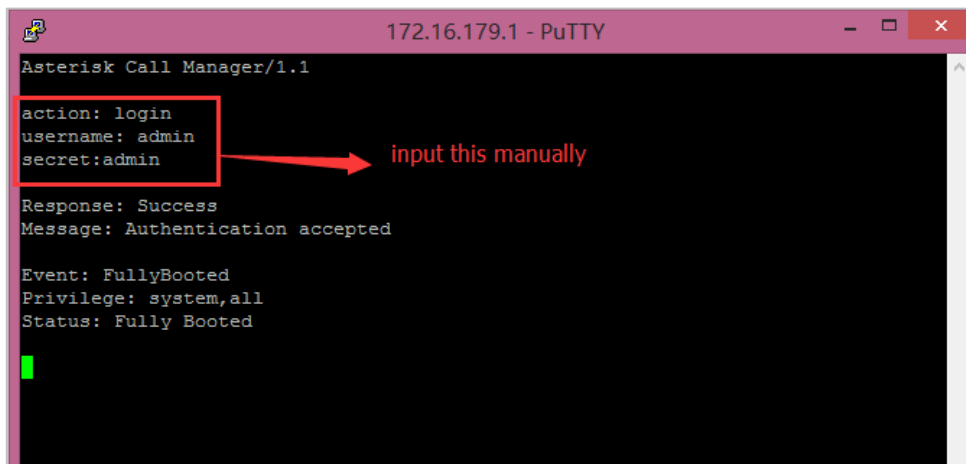 172.16.179.1 - PuTTY
Asterisk Call Manager/1.1
action: login
username: admin
secret:admin
input this manually
Response: Success
Message: Authentication accepted
Event: FullyBooted
Privilege: system,all
Status: Fully Booted